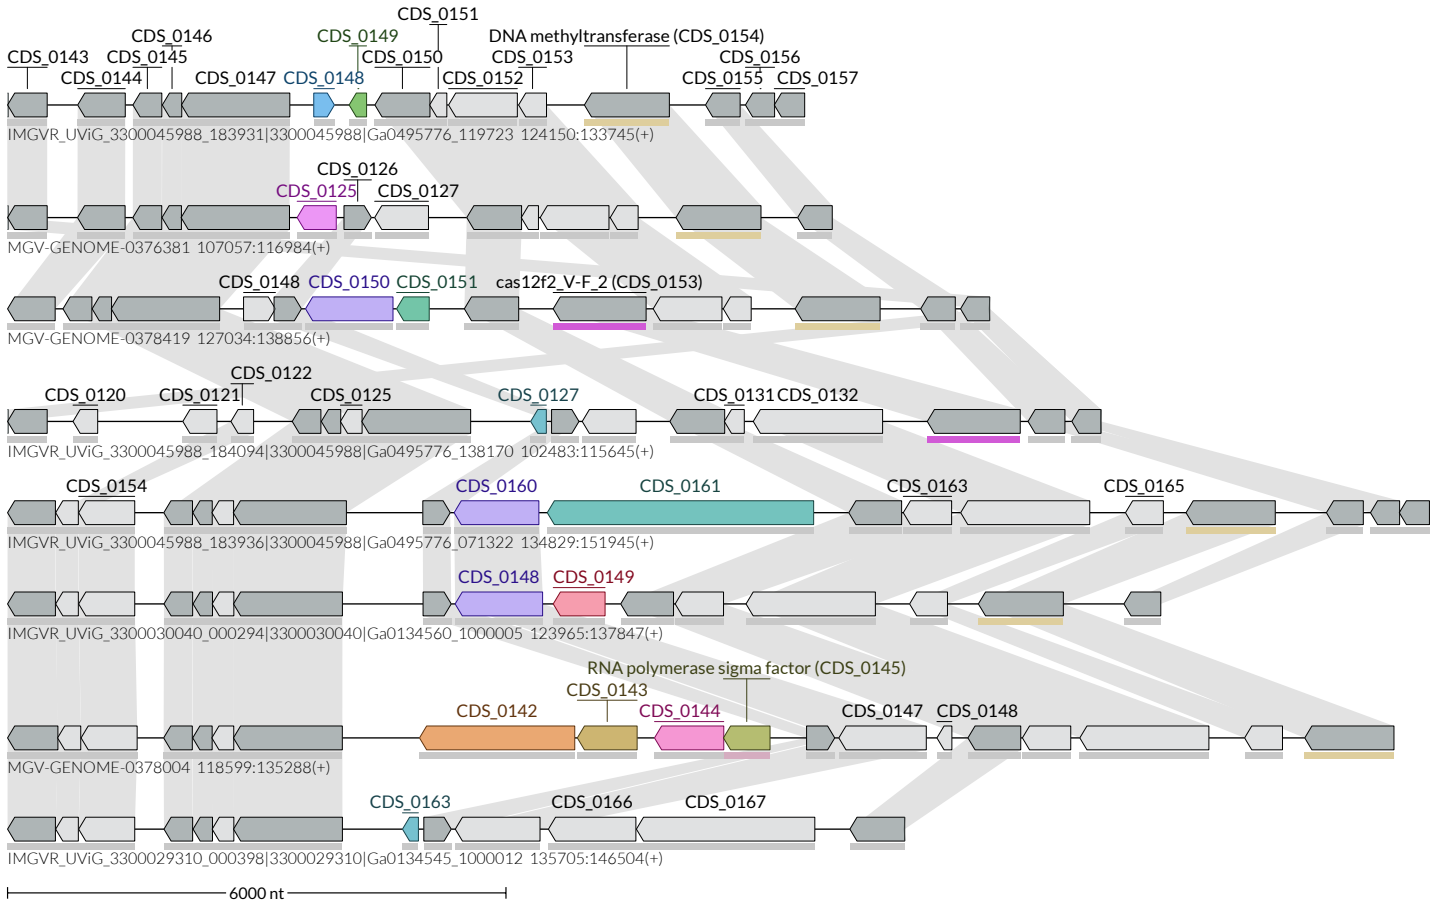 CDS_0151
CDS_0146 CDS_0149 DNA methyltransferase (CDS_0154)
CDS_0143 CDS_0145 CDS_0150 CDS_0153 CDS_0156
CDS_0144 CDS_0147 CDS_0148 CDS_0152 CDS_0155 CDS_0157
IMGVR_UViG_3300045988_183931|3300045988|Ga0495776_119723 124150:133745(+)
CDS_0126
CDS_0125 CDS_0127
MGV-GENOME-0376381 107057:116984(+)
CDS_0148 CDS_0150 CDS_0151 cas12f2_V-F_2 (CDS_0153)
MGV-GENOME-0378419 127034:138856(+)
CDS_0122
CDS_0120 CDS_0121 CDS_0125 CDS_0127 CDS_0131 CDS_0132
IMGVR_UViG_3300045988_184094|3300045988|Ga0495776_138170 102483:115645(+)
CDS_0154 CDS_0160 CDS_0161 CDS_0163 CDS_0165
IMGVR_UViG_3300045988_183936|3300045988|Ga0495776_071322 134829:151945(+)
CDS_0148 CDS_0149
IMGVR_UViG_3300030040_000294|3300030040|Ga0134560_1000005 123965:137847(+)
RNA polymerase sigma factor (CDS_0145)
CDS_0143
CDS_0142 CDS_0144 CDS_0147 CDS_0148
MGV-GENOME-0378004 118599:135288(+)
CDS_0163 CDS_0166 CDS_0167
IMGVR_UViG_3300029310_000398|3300029310|Ga0134545_1000012 135705:146504(+)
6000 nt